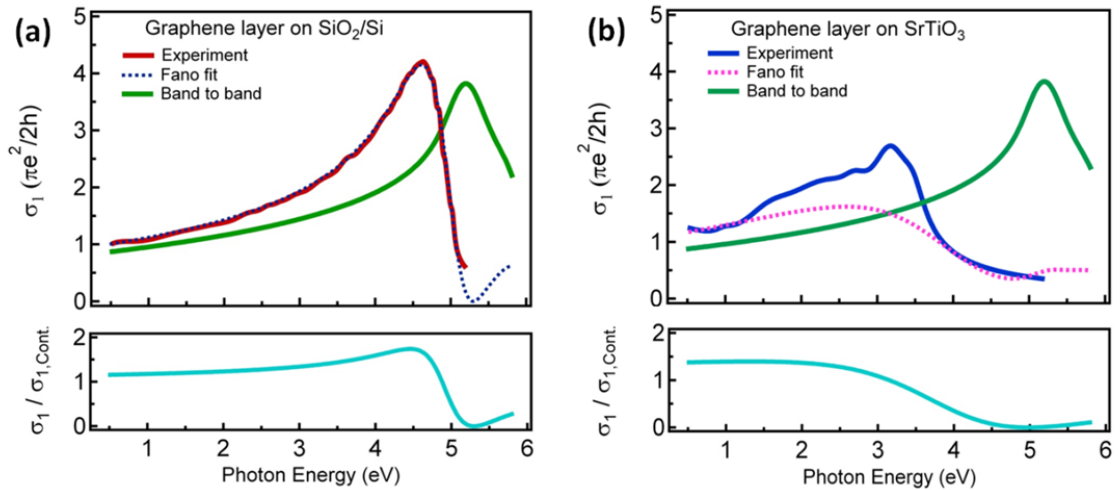 (a)
Graphene layer on SiO₂/Si
Experiment
Fano fit
Band to band
σ₁ (πe²/2h)
5
4
3
2
1
0
σ₁ / σ₁,Cont.
2
1
0
1 2 3 4 5 6
Photon Energy (eV)
(b)
Graphene layer on SrTiO₃
Experiment
Fano fit
Band to band
σ₁ (πe²/2h)
5
4
3
2
1
0
σ₁ / σ₁,Cont.
2
1
0
1 2 3 4 5 6
Photon Energy (eV)